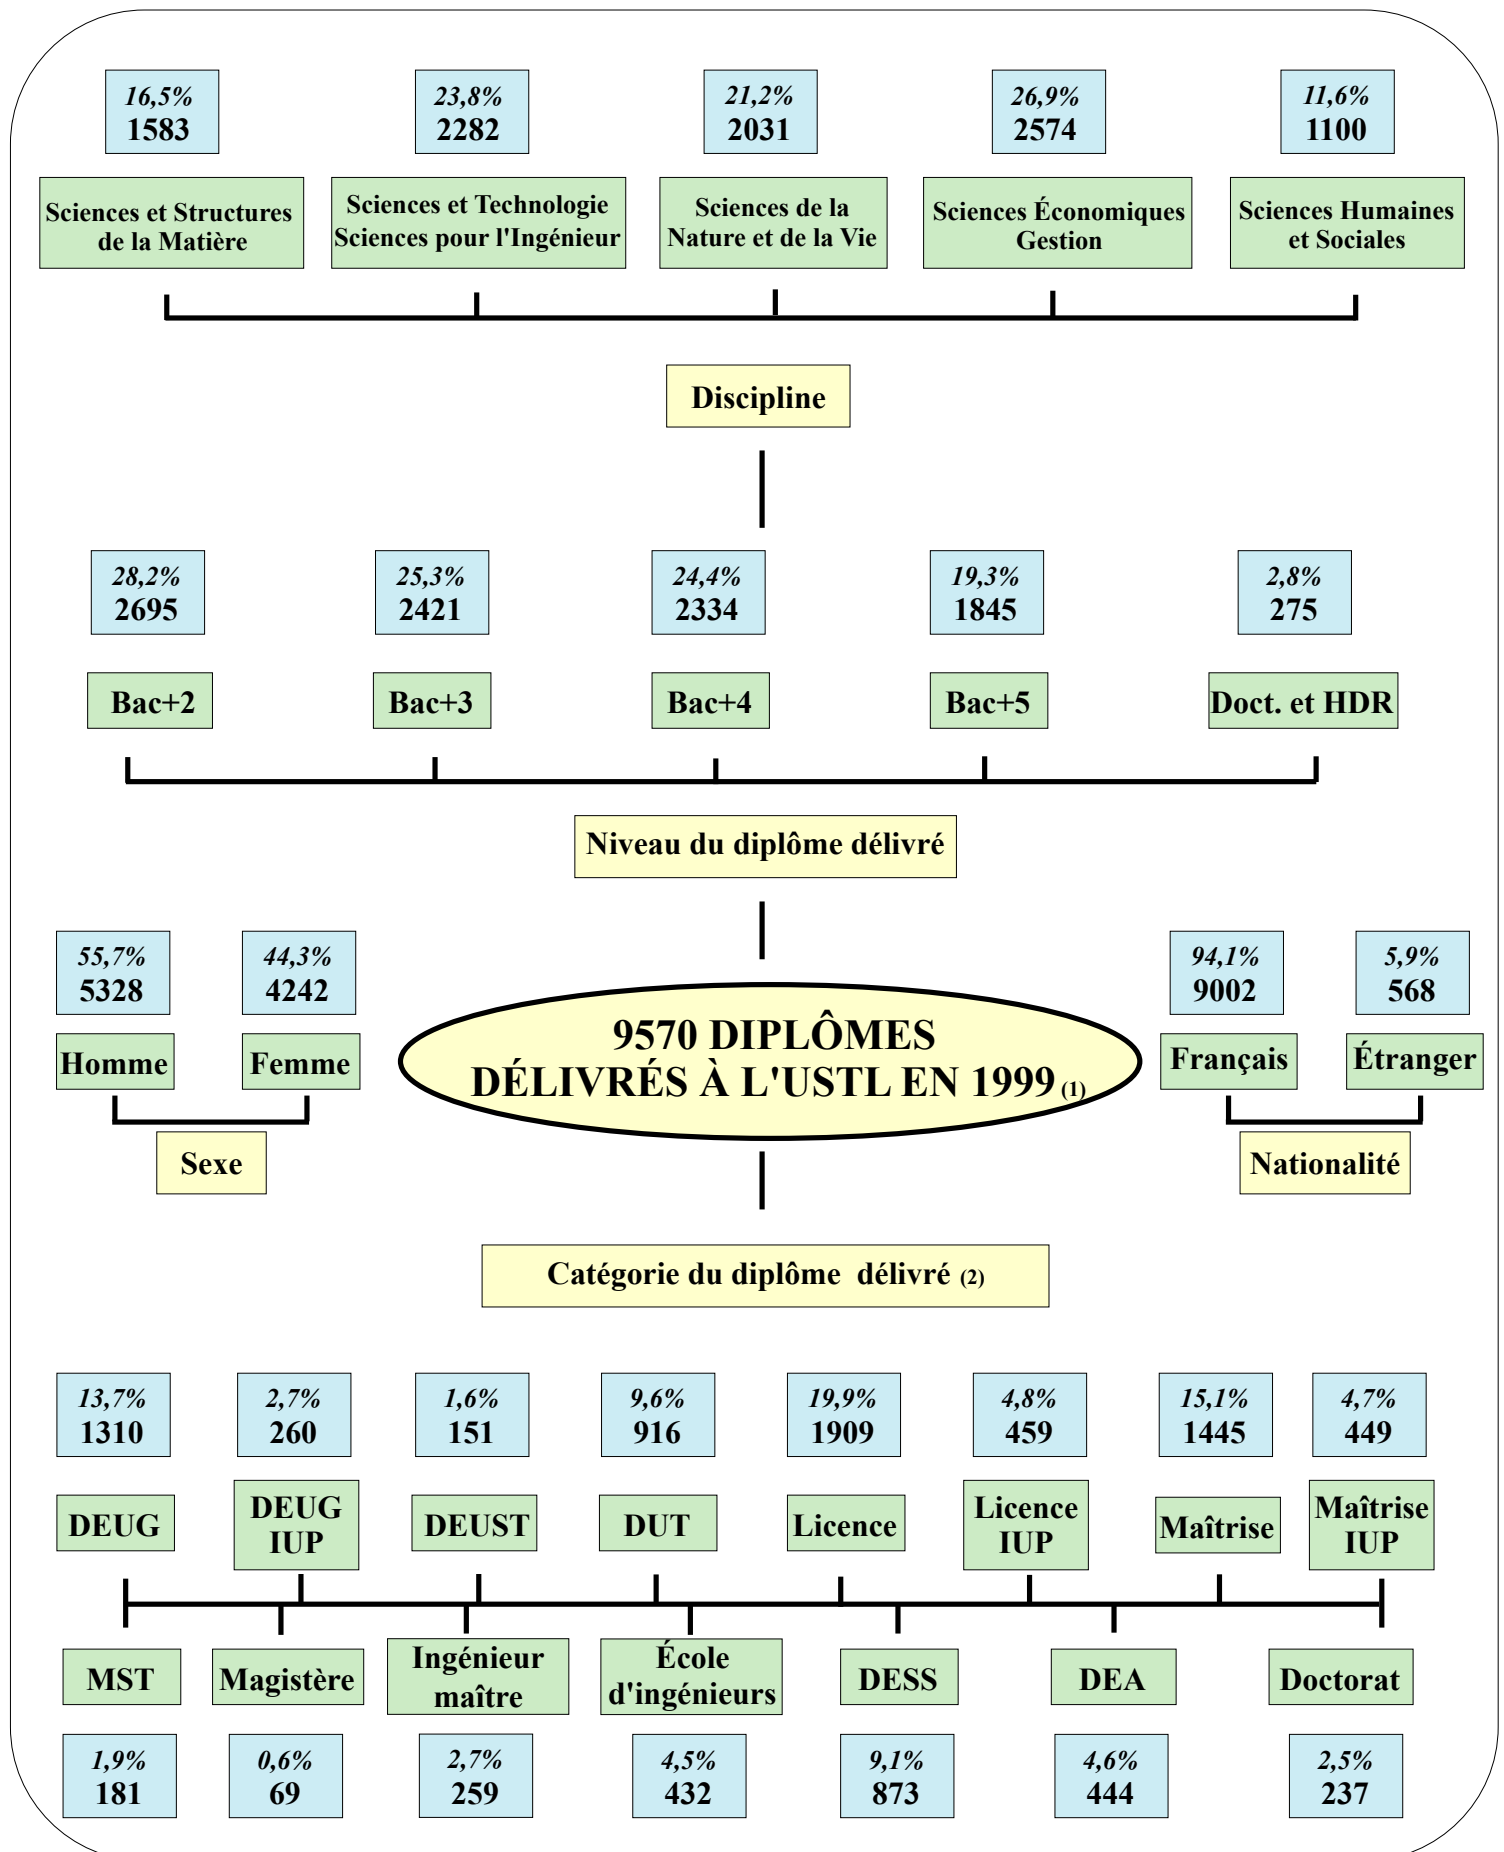 16,5%
1583
23,8%
2282
21,2%
2031
26,9%
2574
11,6%
1100
Sciences et Structures
de la Matière
Sciences et Technologie
Sciences pour l'Ingénieur
Sciences de la
Nature et de la Vie
Sciences Économiques
Gestion
Sciences Humaines
et Sociales
Discipline
28,2%
2695
25,3%
2421
24,4%
2334
19,3%
1845
2,8%
275
Bac+2
Bac+3
Bac+4
Bac+5
Doct. et HDR
Niveau du diplôme délivré
55,7%
5328
44,3%
4242
Homme
Femme
Sexe
9570 DIPLÔMES
DÉLIVRÉS À L'USTL EN 1999 (1)
94,1%
9002
5,9%
568
Français
Étranger
Nationalité
Catégorie du diplôme délivré (2)
13,7%
1310
2,7%
260
1,6%
151
9,6%
916
19,9%
1909
4,8%
459
15,1%
1445
4,7%
449
DEUG
DEUG
IUP
DEUST
DUT
Licence
Licence
IUP
Maîtrise
Maîtrise
IUP
MST
Magistère
Ingénieur
maître
École
d'ingénieurs
DESS
DEA
Doctorat
1,9%
181
0,6%
69
2,7%
259
4,5%
432
9,1%
873
4,6%
444
2,5%
237